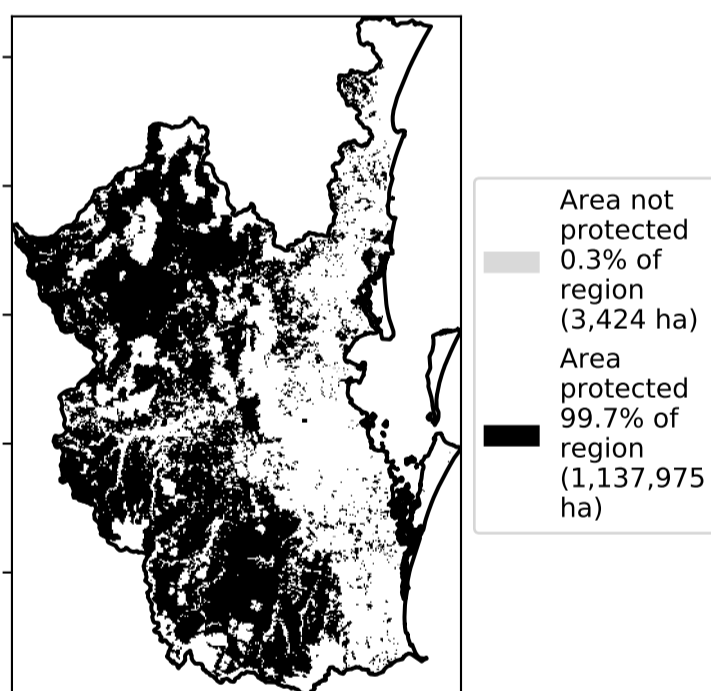 Area not
protected
0.3% of
region
(3,424 ha)
Area
protected
99.7% of
region
(1,137,975
ha)